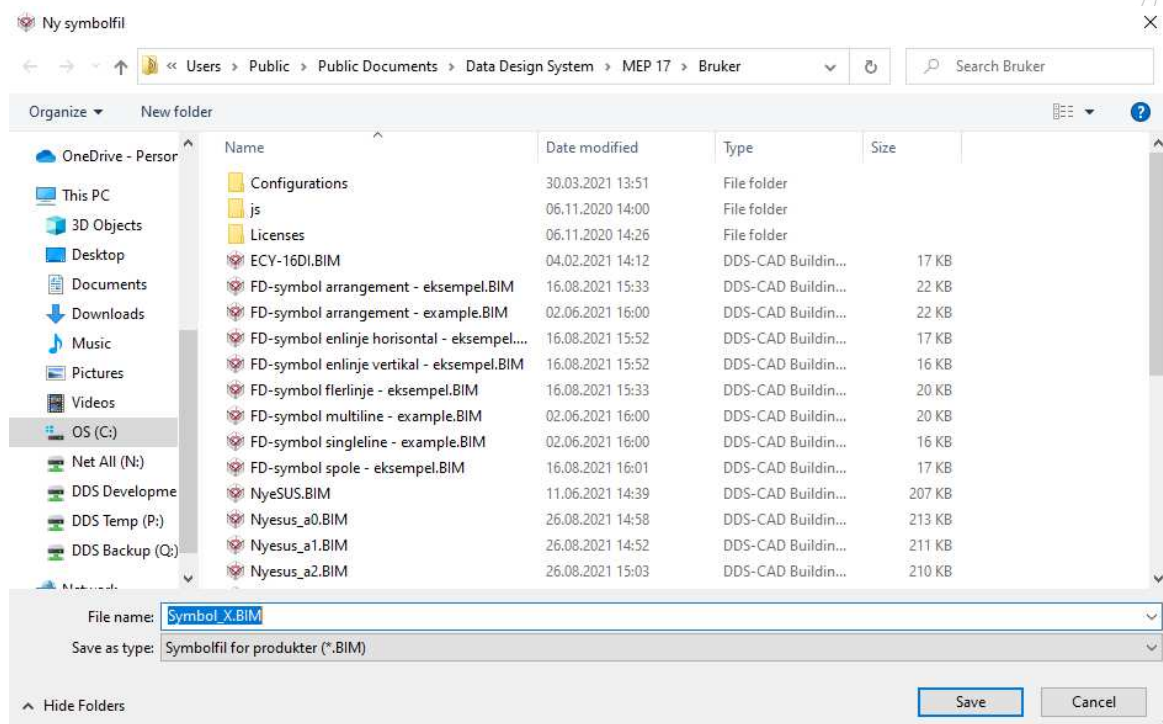 Ny symbolfil
« Users > Public > Public Documents > Data Design System > MEP 17 > Bruker
Search Bruker
Organize
New folder
Name Date modified Type Size
OneDrive - Person
This PC
3D Objects
Desktop
Documents
Downloads
Music
Pictures
Videos
OS (C:)
Net All (N:)
DDS Developme
DDS Temp (P:)
DDS Backup (Q:)
Network
Configurations 30.03.2021 13:51 File folder
js 06.11.2020 14:00 File folder
Licenses 06.11.2020 14:26 File folder
ECY-16DI.BIM 04.02.2021 14:12 DDS-CAD Buildin... 17 KB
FD-symbol arrangement - eksempel.BIM 16.08.2021 15:33 DDS-CAD Buildin... 22 KB
FD-symbol arrangement - example.BIM 02.06.2021 16:00 DDS-CAD Buildin... 22 KB
FD-symbol enlinje horisontal - eksempel.... 16.08.2021 15:52 DDS-CAD Buildin... 17 KB
FD-symbol enlinje vertikal - eksempel.BIM 16.08.2021 15:52 DDS-CAD Buildin... 16 KB
FD-symbol flerlinje - eksempel.BIM 16.08.2021 15:33 DDS-CAD Buildin... 20 KB
FD-symbol multiline - example.BIM 02.06.2021 16:00 DDS-CAD Buildin... 20 KB
FD-symbol singleline - example.BIM 02.06.2021 16:00 DDS-CAD Buildin... 16 KB
FD-symbol spole - eksempel.BIM 16.08.2021 16:01 DDS-CAD Buildin... 17 KB
NyeSUS.BIM 11.06.2021 14:39 DDS-CAD Buildin... 207 KB
Nyesus_a0.BIM 26.08.2021 14:58 DDS-CAD Buildin... 213 KB
Nyesus_a1.BIM 26.08.2021 14:52 DDS-CAD Buildin... 211 KB
Nyesus_a2.BIM 26.08.2021 15:03 DDS-CAD Buildin... 210 KB
File name: Symbol_X.BIM
Save as type: Symbolfil for produkter (*.BIM)
Hide Folders
Save
Cancel